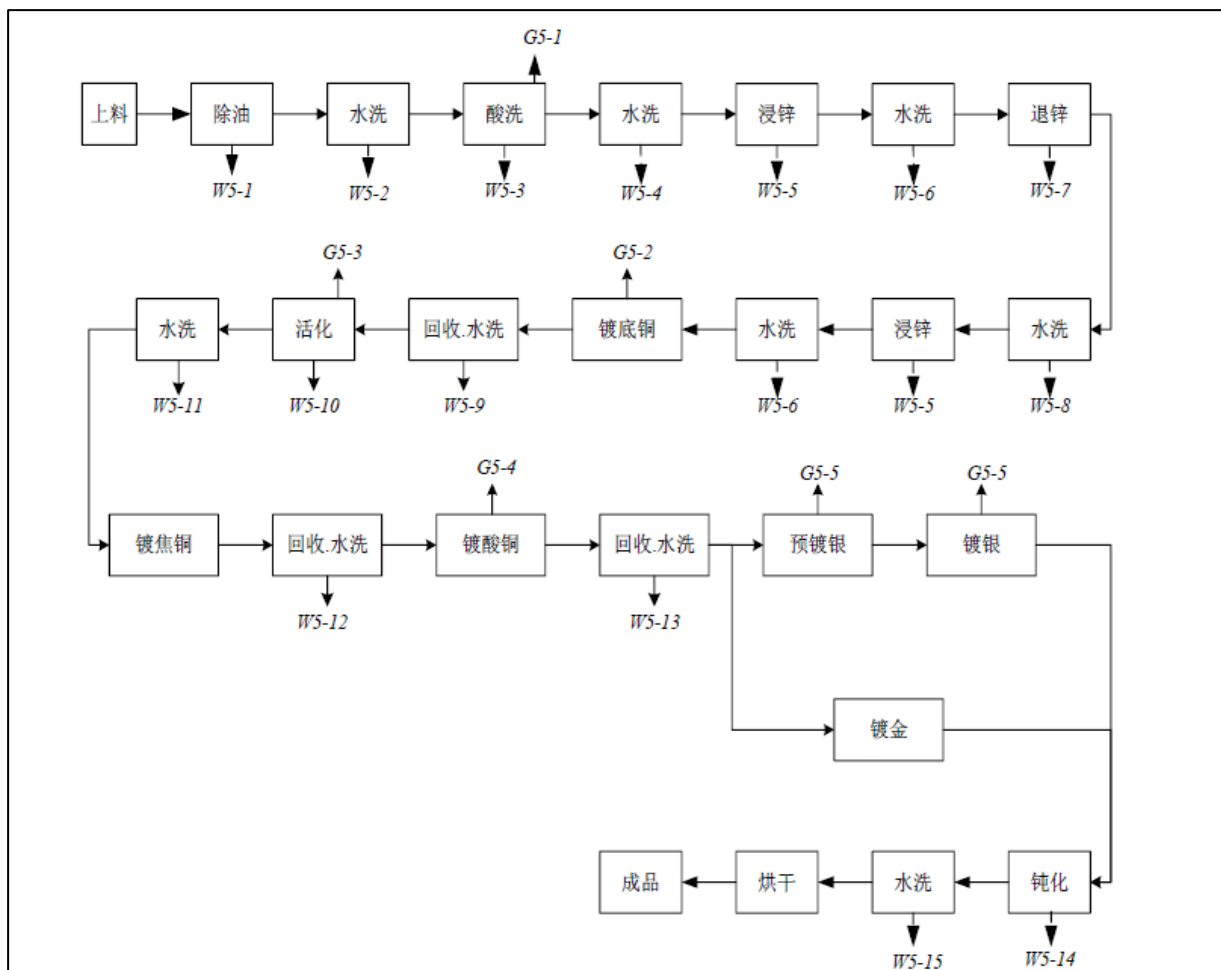 G5-1
上料
除油
水洗
酸洗
水洗
浸锌
水洗
退锌
W5-1
W5-2
W5-3
W5-4
W5-5
W5-6
W5-7
G5-3
G5-2
水洗
活化
回收.水洗
镀底铜
水洗
浸锌
水洗
W5-11
W5-10
W5-9
W5-6
W5-5
W5-8
G5-4
G5-5
G5-5
镀焦铜
回收.水洗
镀酸铜
回收.水洗
预镀银
镀银
W5-12
W5-13
镀金
成品
烘干
水洗
钝化
W5-15
W5-14